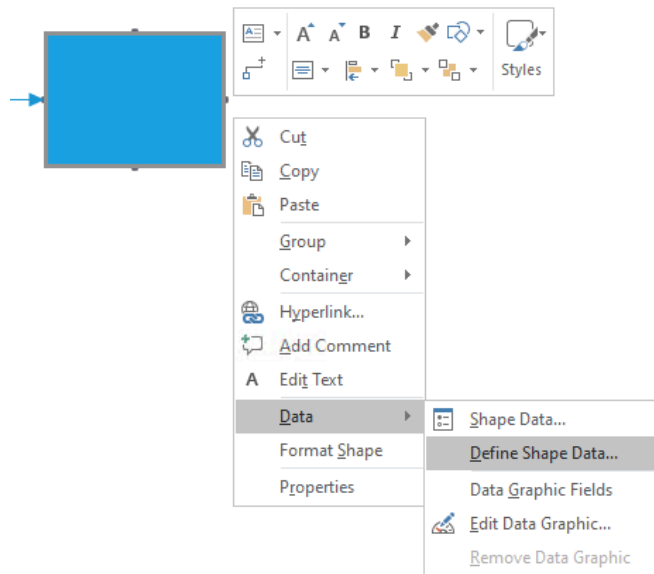 A A B I
Styles
Cut
Copy
Paste
Group
Container
Hyperlink...
Add Comment
A Edit Text
Data
Format Shape
Properties
Shape Data...
Define Shape Data...
Data Graphic Fields
Edit Data Graphic...
Remove Data Graphic